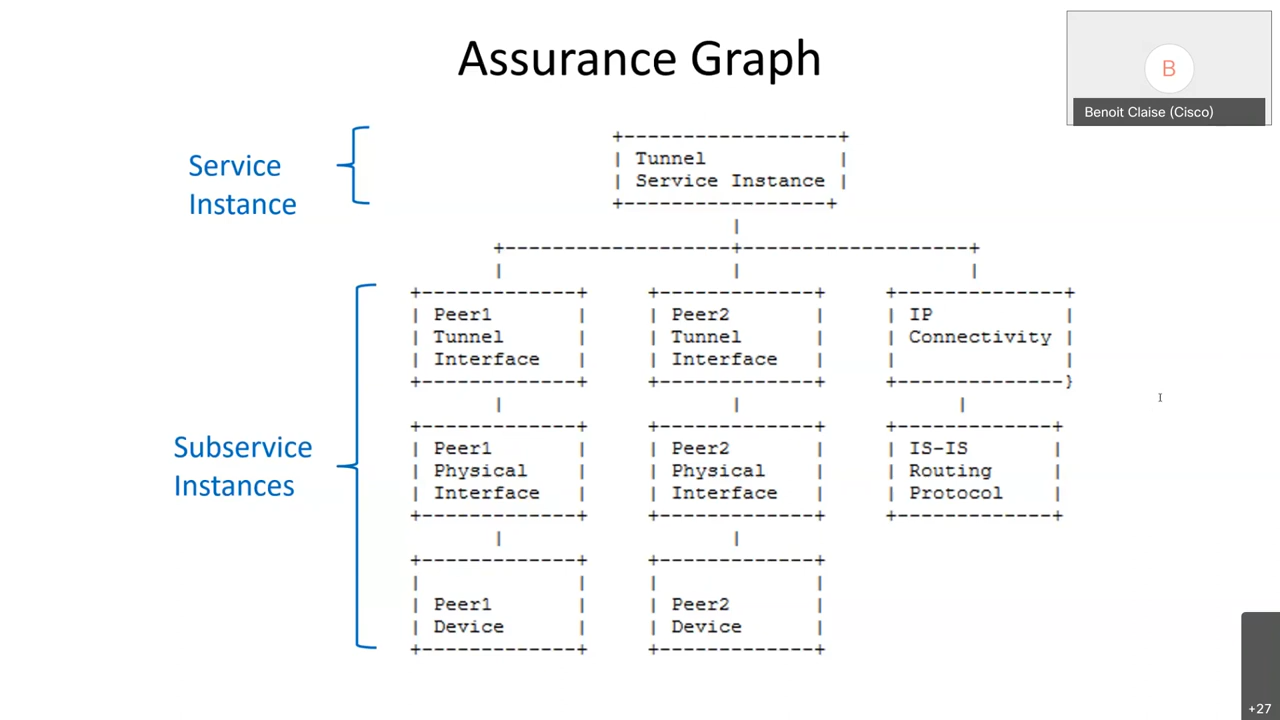 Assurance Graph
B
Benoit Claise (Cisco)
Service
Instance
+------------------+
| Tunnel           |
| Service Instance |
+-----------------+
|
+-------------------+-------------------+
| | |
+-------------+ +-------------+ +--------------+
| Peer1       | | Peer2       | | IP           |
| Tunnel      | | Tunnel      | | Connectivity |
| Interface   | | Interface   | |              |
+-------------+ +-------------+ +--------------}
| | |
+-------------+ +-------------+ +-------------+
Subservice
Instances
| Peer1       | | Peer2       | | IS-IS       |
| Physical    | | Physical    | | Routing     |
| Interface   | | Interface   | | Protocol    |
+-------------+ +-------------+ +-------------+
| |
+-------------+ +-------------+
|             | |             |
| Peer1       | | Peer2       |
| Device      | | Device      |
+-------------+ +-------------+
+27